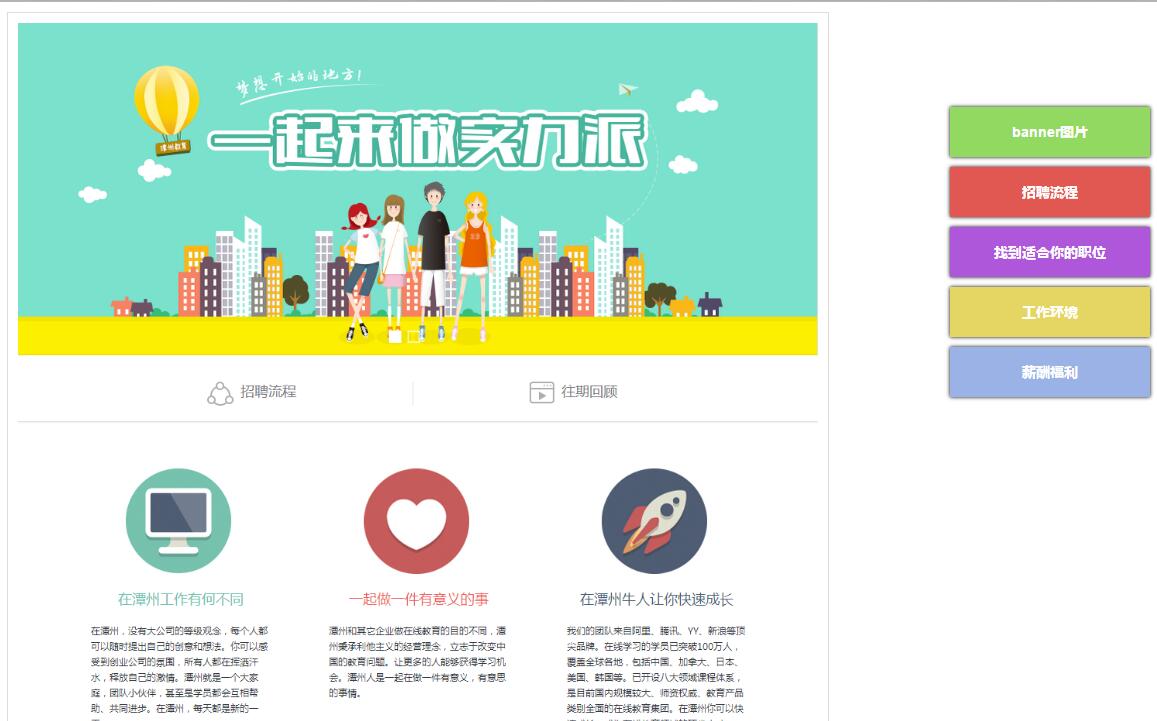 梦想开始的地方!
一起来做实力派
潭州教育
banner图片
招聘流程
找到适合你的职位
工作环境
薪酬福利
招聘流程
往期回顾
在潭州工作有何不同
在潭州，没有大公司的等级观念，每个人都
可以随时提出自己的创意和想法。你可以感
受到创业公司的氛围，所有人都在挥洒汗
水，释放自己的激情。潭州就是一个大家
庭，团队小伙伴，甚至是学员都会互相帮
助、共同进步。在潭州，每天都是新的一
一起做一件有意义的事
潭州和其它企业做在线教育的目的不同，潭
州秉承利他主义的经营理念，立志于改变中
国的教育问题。让更多的人能够获得学习机
会。潭州人是一起在做一件有意义，有意思
的事情。
在潭州牛人让你快速成长
我们的团队来自阿里、腾讯、YY、新浪等顶
尖品牌。在线学习的学员已突破100万人，
覆盖全球各地，包括中国、加拿大、日本、
美国、韩国等。已开设八大领域课程体系，
是目前国内规模较大、师资权威、教育产品
类别全面的在线教育集团。在潭州你可以快